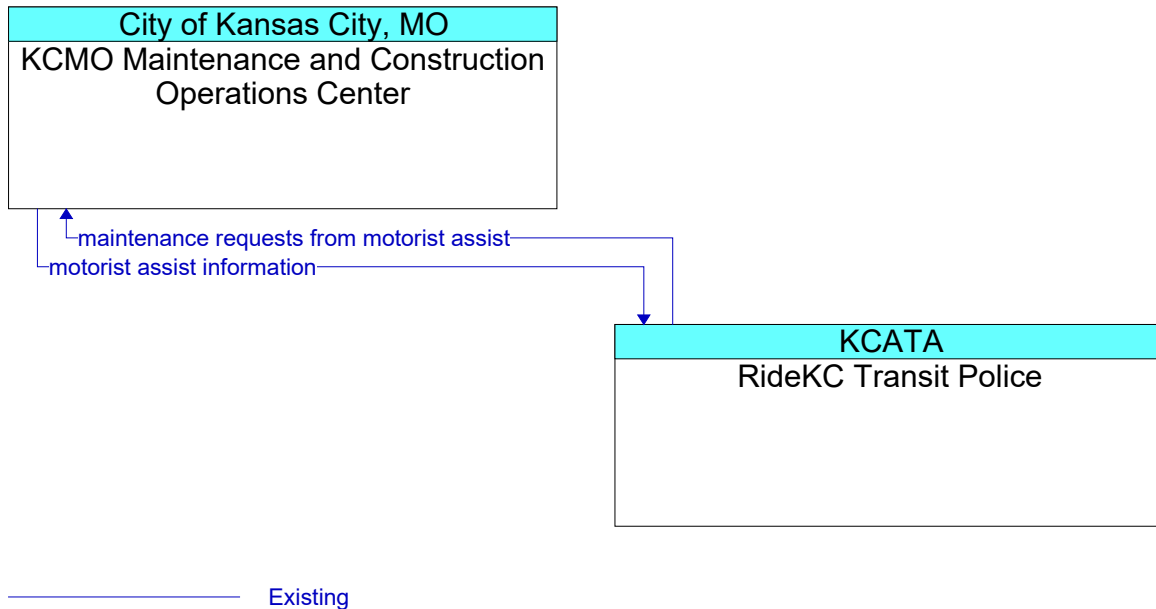 City of Kansas City, MO
KCMO Maintenance and Construction
Operations Center
maintenance requests from motorist assist
motorist assist information
KCATA
RideKC Transit Police
Existing